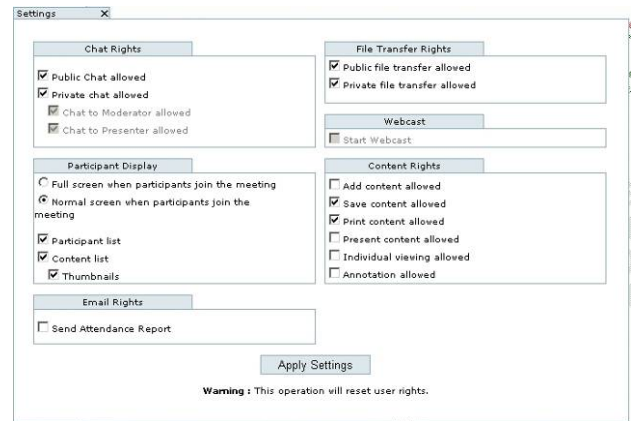 Settings X
Chat Rights
Public Chat allowed
Private chat allowed
Chat to Moderator allowed
Chat to Presenter allowed
File Transfer Rights
Public file transfer allowed
Private file transfer allowed
Webcast
Start Webcast
Participant Display
Full screen when participants join the meeting
Normal screen when participants join the
meeting
Participant list
Content list
Thumbnails
Content Rights
Add content allowed
Save content allowed
Print content allowed
Present content allowed
Individual viewing allowed
Annotation allowed
Email Rights
Send Attendance Report
Apply Settings
Warning : This operation will reset user rights.